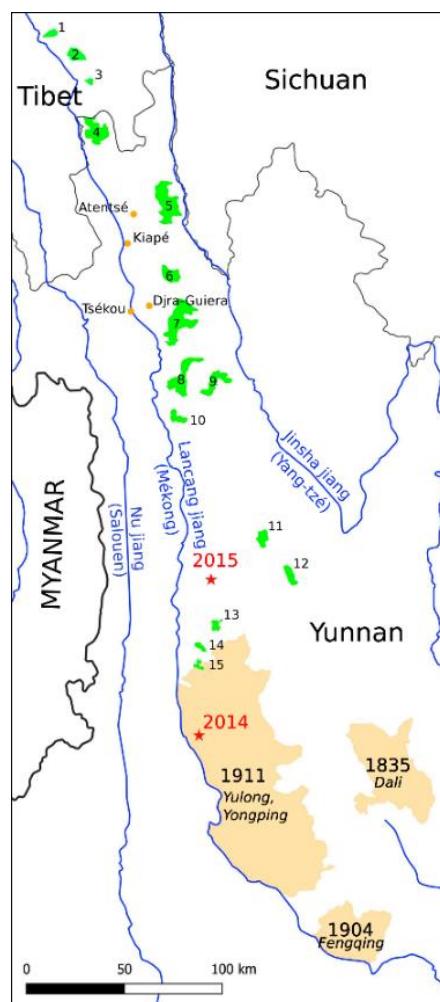 1
2
Sichuan
3
Tibet
4
5
Atentsé
Kiapé
6
Djra-Guiera
Tsékou
7
8
9
10
Jinsha jiang
(Yang-tzé)
Lancang jiang
(Mékong)
Nu jiang
(Salouen)
MYANMAR
11
12
2015
13
Yunnan
14
15
2014
1911
Yulong,
Yongping
1835
Dali
1904
Fengqing
0
50
100 km